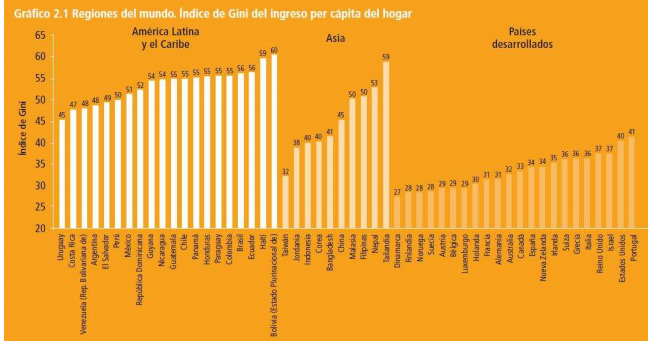 Gráfico 2.1 Regiones del mundo. Índice de Gini del ingreso per cápita del hogar
América Latina
y el Caribe
Asia
Países
desarrollados
Índice de Gini
65
60
55
50
45
40
35
30
25
20
45 47 48 48 49 50 51 52 54 54 55 55 55 55 55 55 56 56 59 60
32 38 40 40 41 45 50 50 53 59
27 28 28 28 29 29 29 30 31 31 32 33 34 34 35 36 36 36 37 37 40 41
Uruguay
Costa Rica
Venezuela (Rep. Bolivariana de)
Argentina
El Salvador
Perú
México
República Dominicana
Guyana
Nicaragua
Guatemala
Chile
Panamá
Honduras
Paraguay
Colombia
Brasil
Ecuador
Haití
Bolivia (Estado Plurinacional de)
Taiwán
Jordania
Indonesia
Corea
Bangladesh
China
Malasia
Filipinas
Nepal
Tailandia
Dinamarca
Finlandia
Noruega
Suecia
Austria
Bélgica
Luxemburgo
Holanda
Francia
Alemania
Australia
Canada
España
Nueva Zelanda
Irlanda
Suiza
Grecia
Italia
Reino Unido
Israel
Estados Unidos
Portugal